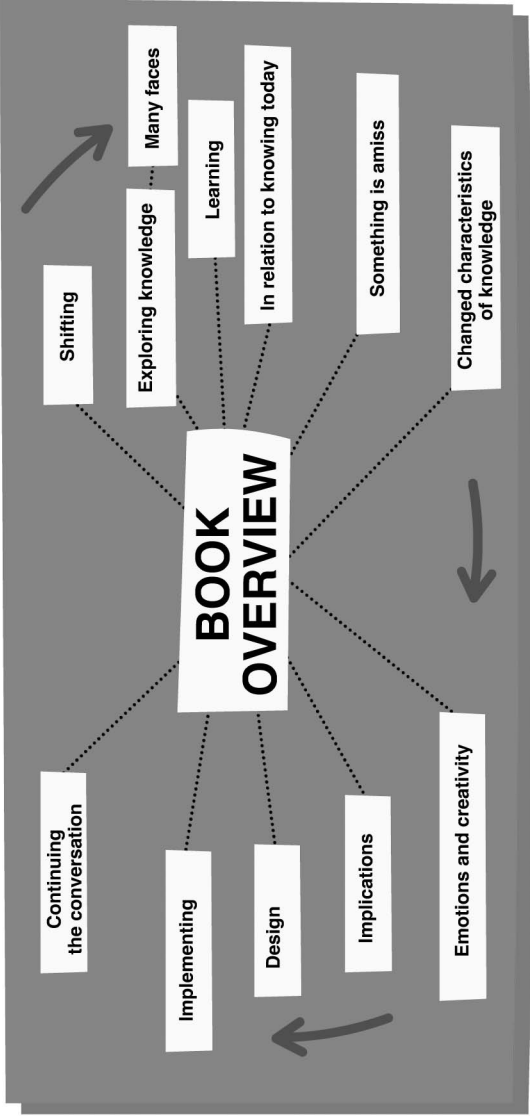 BOOK
OVERVIEW
Shifting
Exploring knowledge
Many faces
Learning
In relation to knowing today
Something is amiss
Changed characteristics
of knowledge
Emotions and creativity
Implications
Design
Implementing
Continuing
the conversation